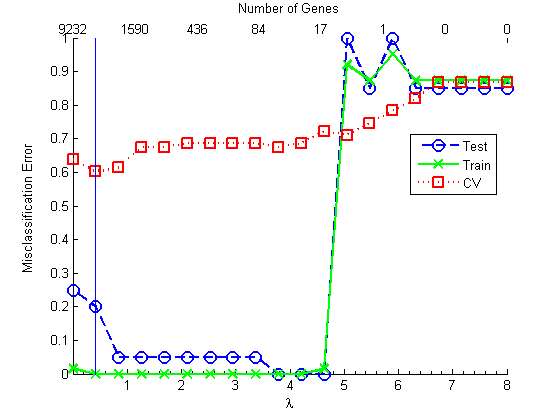 Number of Genes
9232 1590 436 84 17 1 0 0
1
0.9
0.8
0.7
0.6
0.5
0.4
0.3
0.2
0.1
0
Misclassification Error
Test
Train
CV
1 2 3 4 5 6 7 8
λ